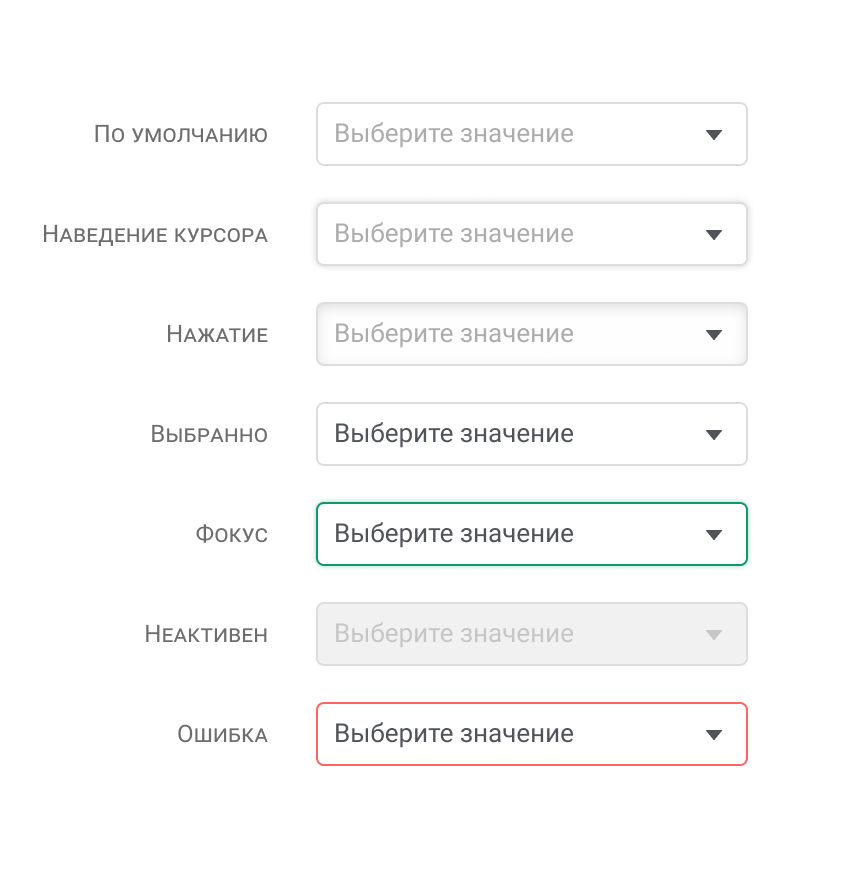 По умолчанию
Выберите значение
Наведение курсора
Выберите значение
Нажатие
Выберите значение
Выбранно
Выберите значение
Фокус
Выберите значение
Неактивен
Выберите значение
Ошибка
Выберите значение